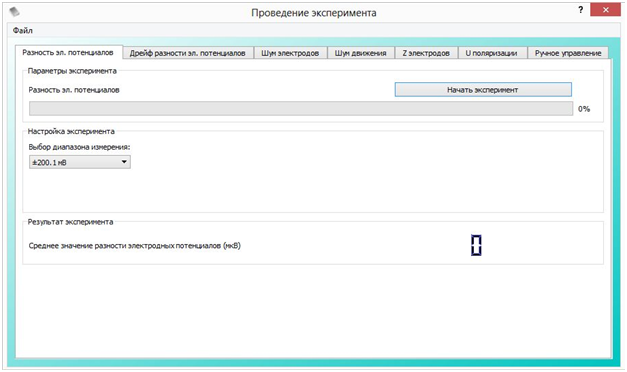 Проведение эксперимента
?
Файл
Разность эл. потенциалов Дрейф разности эл. потенциалов Шум электродов Шум движения Z электродов U поляризации Ручное управление
Параметры эксперимента
Разность эл. потенциалов Начать эксперимент
0%
Настройка эксперимента
Выбор диапазона измерения:
±200.1 мВ
Результат эксперимента
Среднее значение разности электродных потенциалов (мкВ) 0